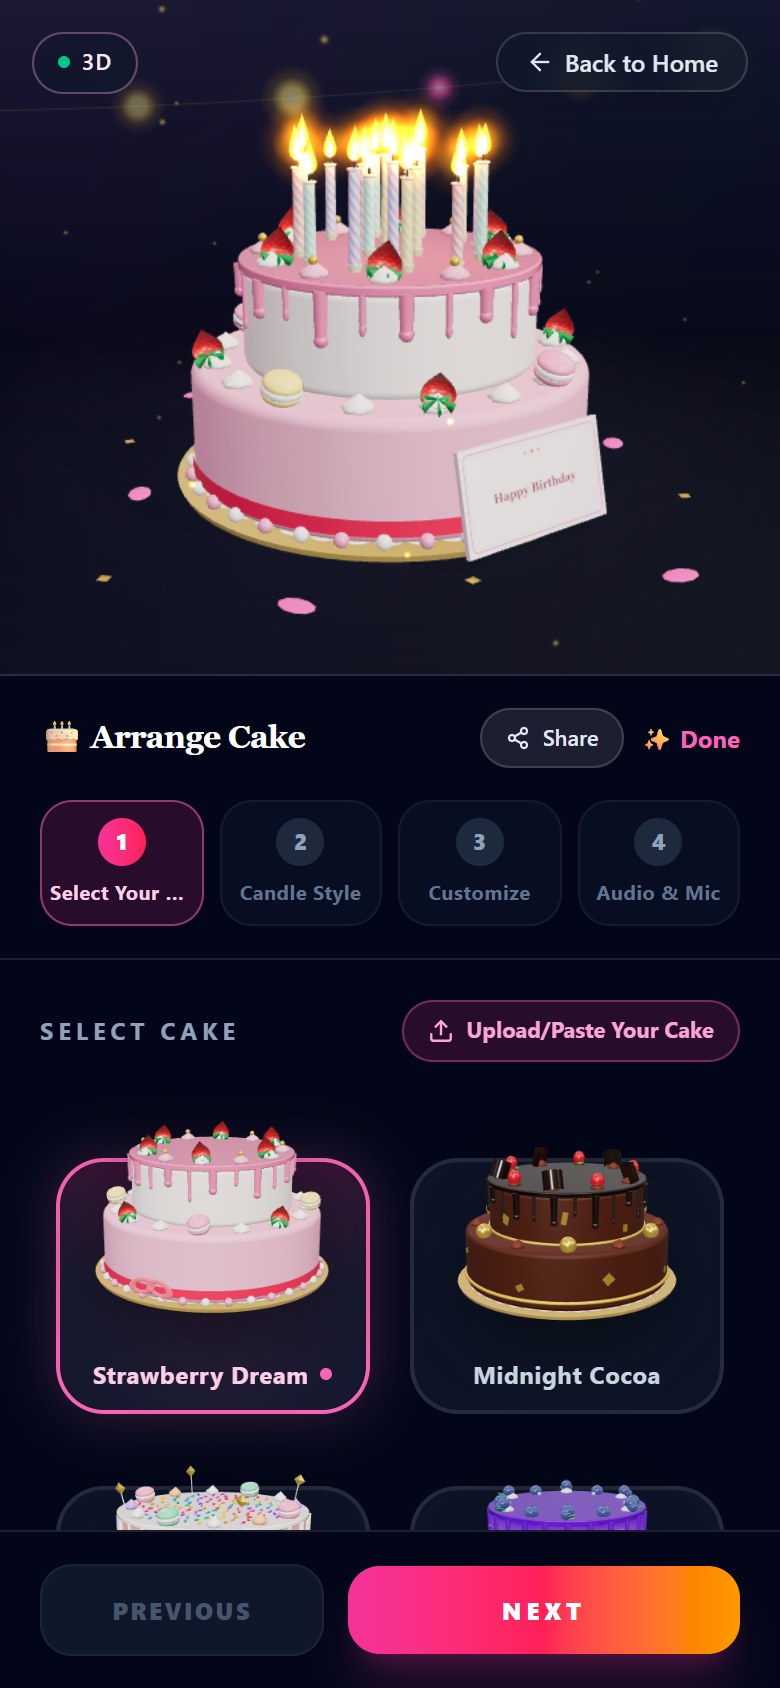 3D
Back to Home
Happy Birthday
Arrange Cake
Share
Done
1
Select Your ...
2
Candle Style
3
Customize
4
Audio & Mic
SELECT CAKE
Upload/Paste Your Cake
Strawberry Dream
Midnight Cocoa
PREVIOUS
NEXT